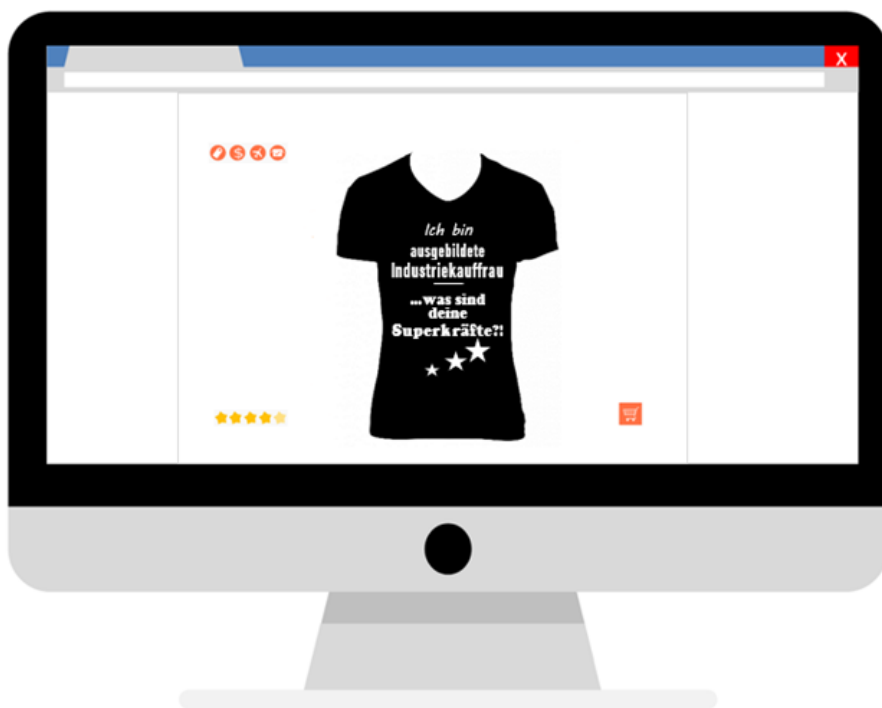 X
Ich bin
ausgebildete
Industriekauffrau
...was sind
deine
Superkräfte?!